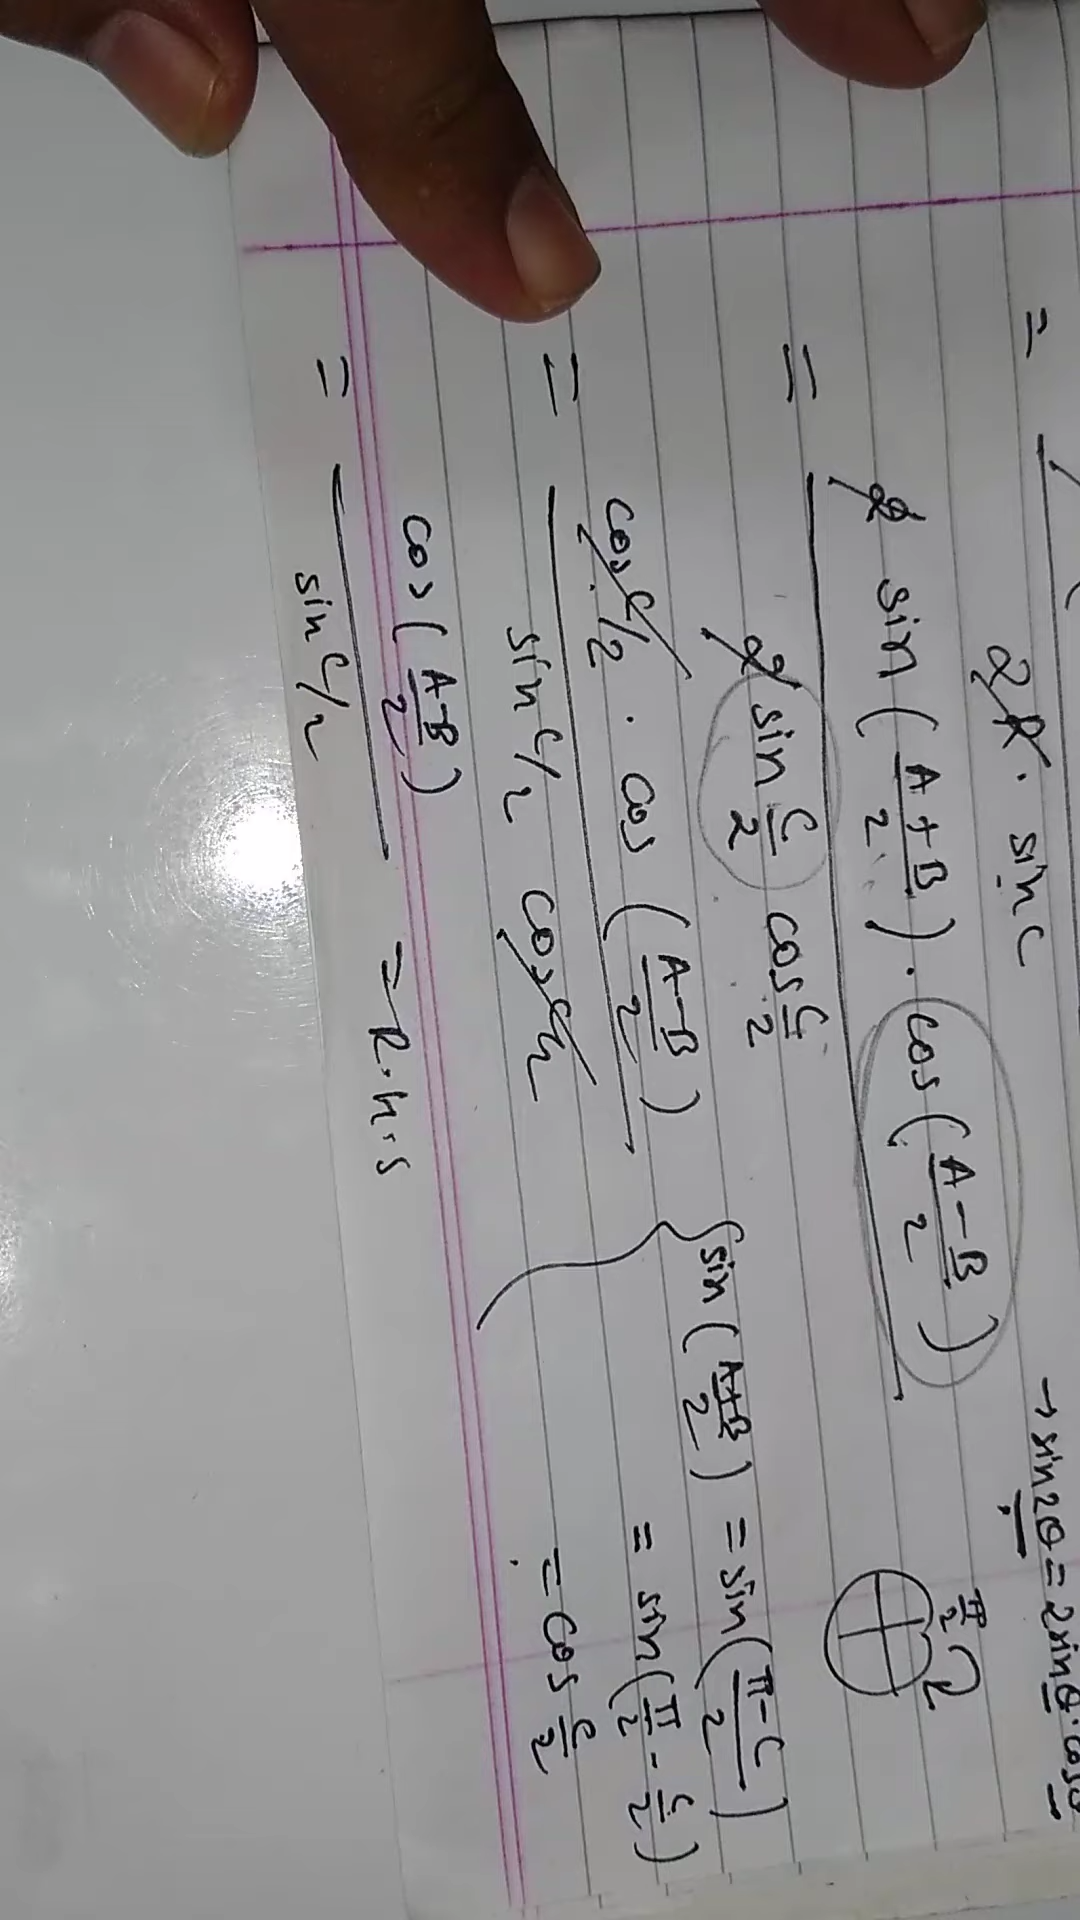 = 2R · sin C
→ sin2θ = 2sinθ·cosθ
= 2 sin(A+B/2) · cos(A-B/2)
π/2
2 sin C/2 cos C/2
{sin(A+B/2) = sin(π-C/2)
= cos C/2 · cos (A-B/2)
= sin(π/2 - C/2)
sin C/2 cos C/2
= cos C/2
= cos(A-B/2) = R.H.S
sin C/2